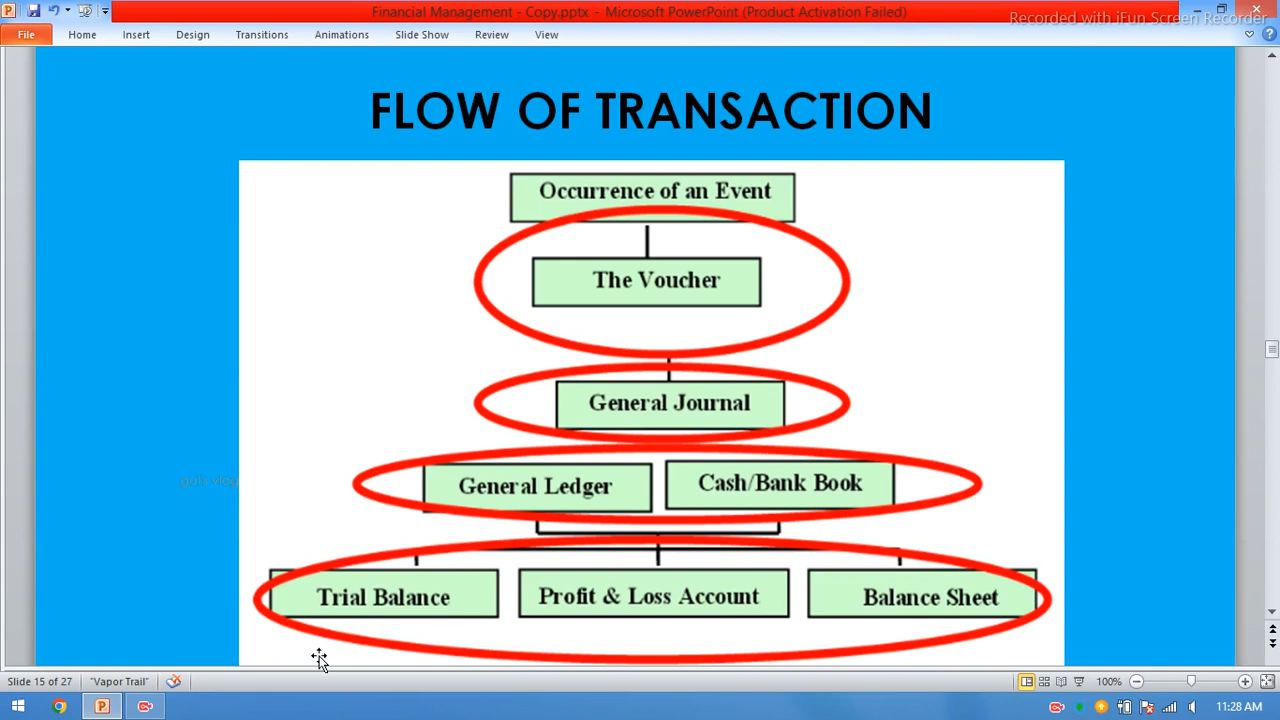 Financial Management - Copy.pptx - Microsoft PowerPoint (Product Activation Failed)
Recorded with iFun Screen Recorder
File Home Insert Design Transitions Animations Slide Show Review View
FLOW OF TRANSACTION
Occurrence of an Event
The Voucher
General Journal
General Ledger Cash/Bank Book
gul's vlog
Trial Balance Profit & Loss Account Balance Sheet
Slide 15 of 27 "Vapor Trail" 100%
11:28 AM